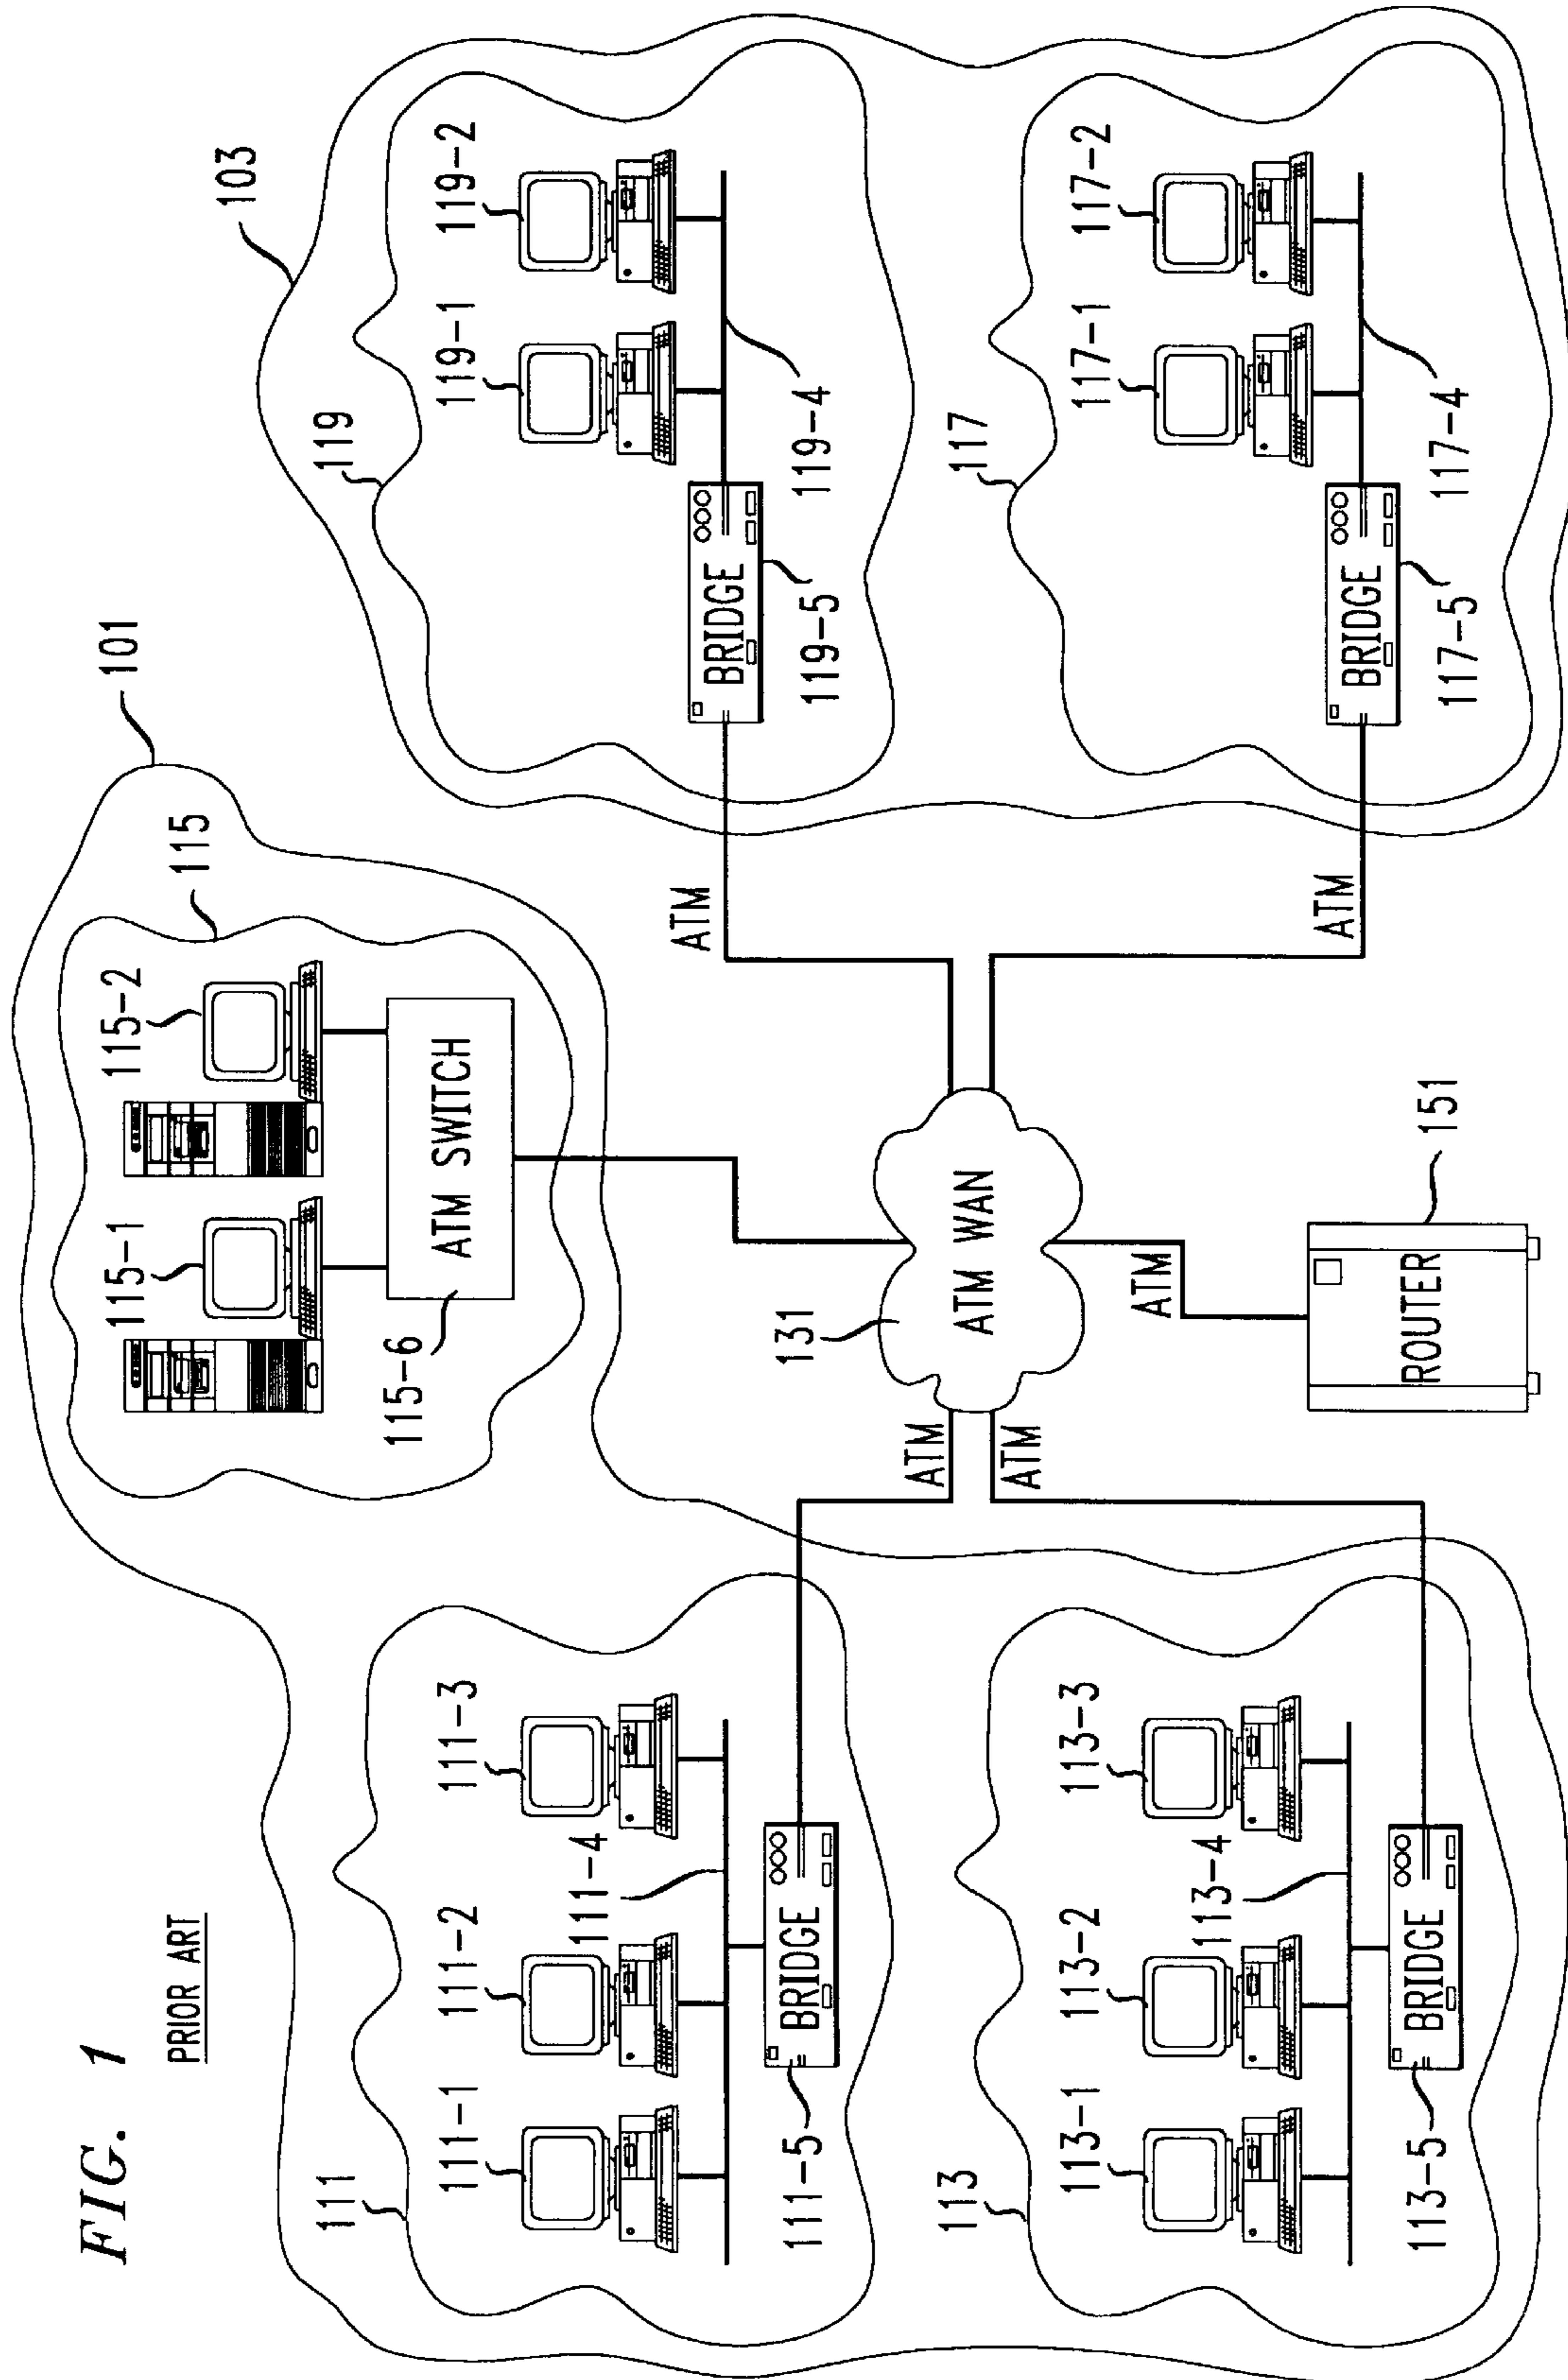 FIG. 1
PRIOR ART
101
115
115-1
115-2
115-6
ATM SWITCH
103
111
111-1
111-2
111-3
111-4
111-5
BRIDGE
119
119-1
119-2
119-4
119-5
BRIDGE
ATM
ATM
ATM
131
ATM WAN
ATM
ATM
151
ROUTER
113
113-1
113-2
113-3
113-4
113-5
BRIDGE
117
117-1
117-2
117-4
117-5
BRIDGE